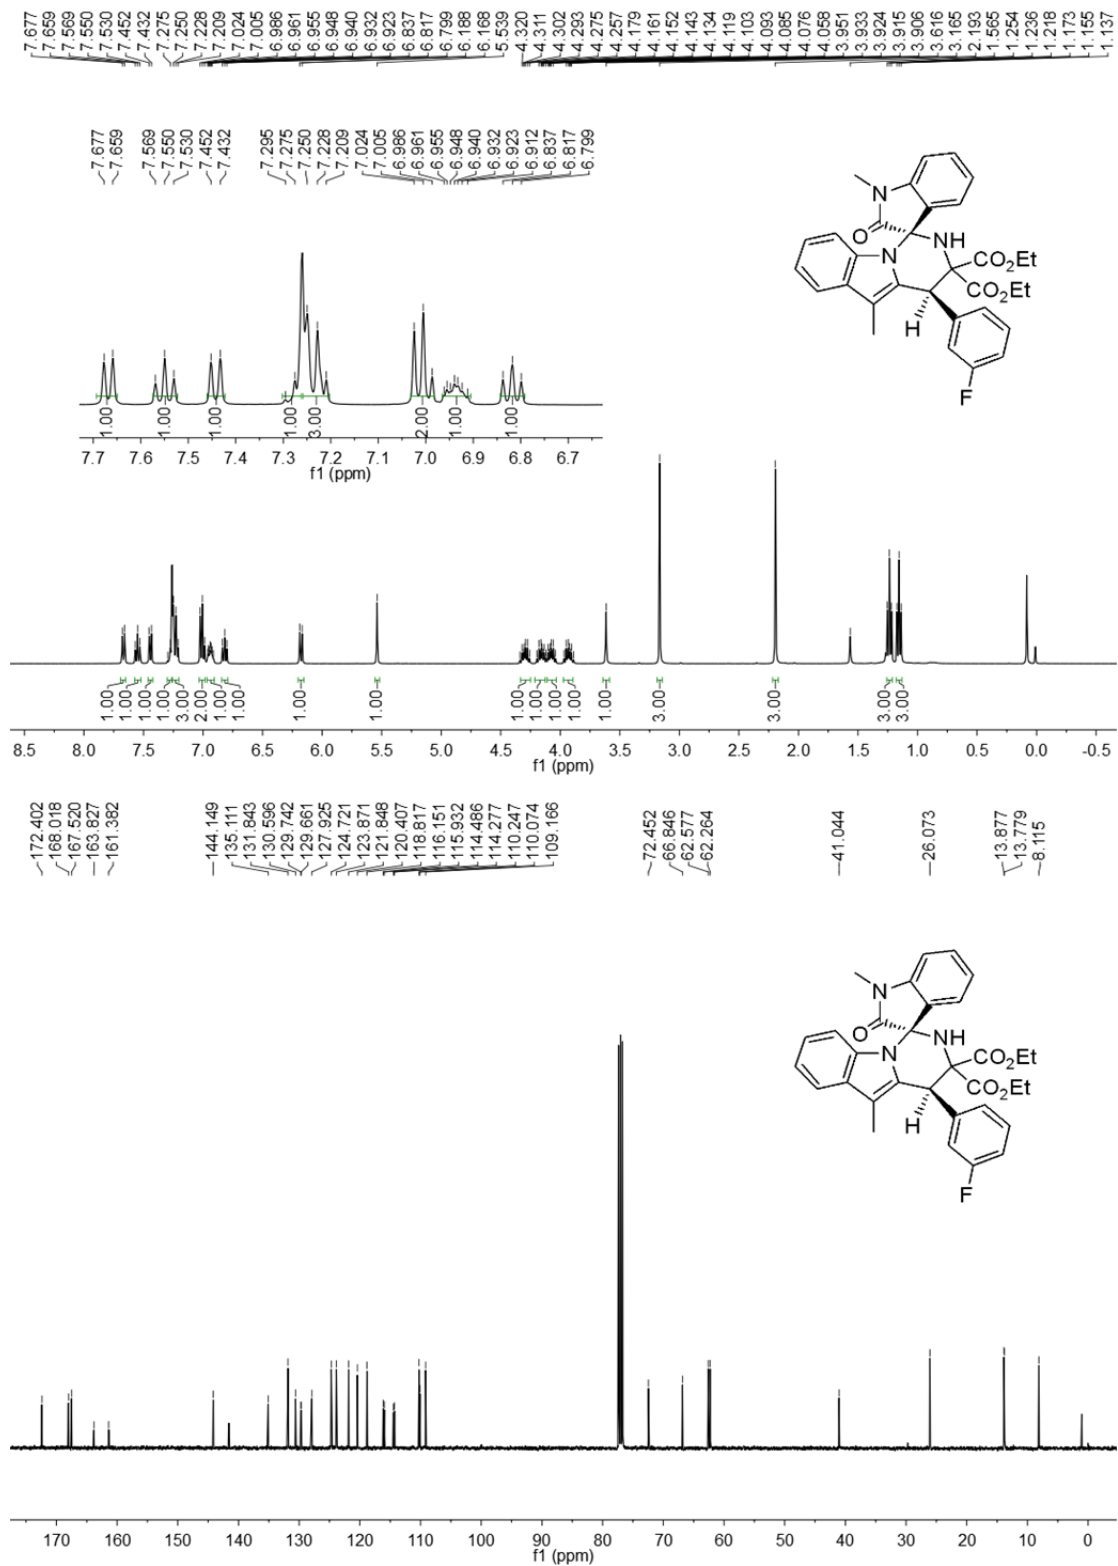 7.677 7.659 7.569 7.550 7.530 7.452 7.432 7.275 7.250 7.228 7.209 7.024 7.005 6.986 6.961 6.955 6.948 6.940 6.932 6.923 6.837 6.817 6.799 6.188 6.168 5.539 4.320 4.311 4.302 4.293 4.275 4.257 4.179 4.161 4.152 4.143 4.134 4.119 4.103 4.093 4.085 4.076 4.058 3.951 3.933 3.924 3.915 3.906 3.616 3.165 2.193 1.565 1.254 1.236 1.218 1.173 1.155 1.137
7.677 7.659 7.569 7.550 7.530 7.452 7.432 7.295 7.275 7.250 7.228 7.209 7.024 7.005 6.986 6.961 6.955 6.948 6.940 6.932 6.923 6.912 6.837 6.817 6.799
N
O
N
NH
CO2Et
CO2Et
H
F
1.00 1.00 1.00 1.00 3.00 2.00 1.00 1.00
7.7 7.6 7.5 7.4 7.3 7.2 7.1 7.0 6.9 6.8 6.7
f1 (ppm)
1.00 1.00 1.00 1.00 3.00 2.00 1.00 1.00 1.00 1.00 1.00 1.00 1.00 1.00 1.00 3.00 3.00 3.00 3.00
8.5 8.0 7.5 7.0 6.5 6.0 5.5 5.0 4.5 4.0 3.5 3.0 2.5 2.0 1.5 1.0 0.5 0.0 -0.5
f1 (ppm)
172.402 168.018 167.520 163.827 161.382 144.149 135.111 131.843 130.596 129.742 129.661 127.925 124.721 123.871 121.848 120.407 118.817 116.151 115.932 114.486 114.277 110.247 110.074 109.166 72.452 66.846 62.577 62.264 41.044 26.073 13.877 13.779 8.115
N
O
N
NH
CO2Et
CO2Et
H
F
170 160 150 140 130 120 110 100 90 80 70 60 50 40 30 20 10 0
f1 (ppm)